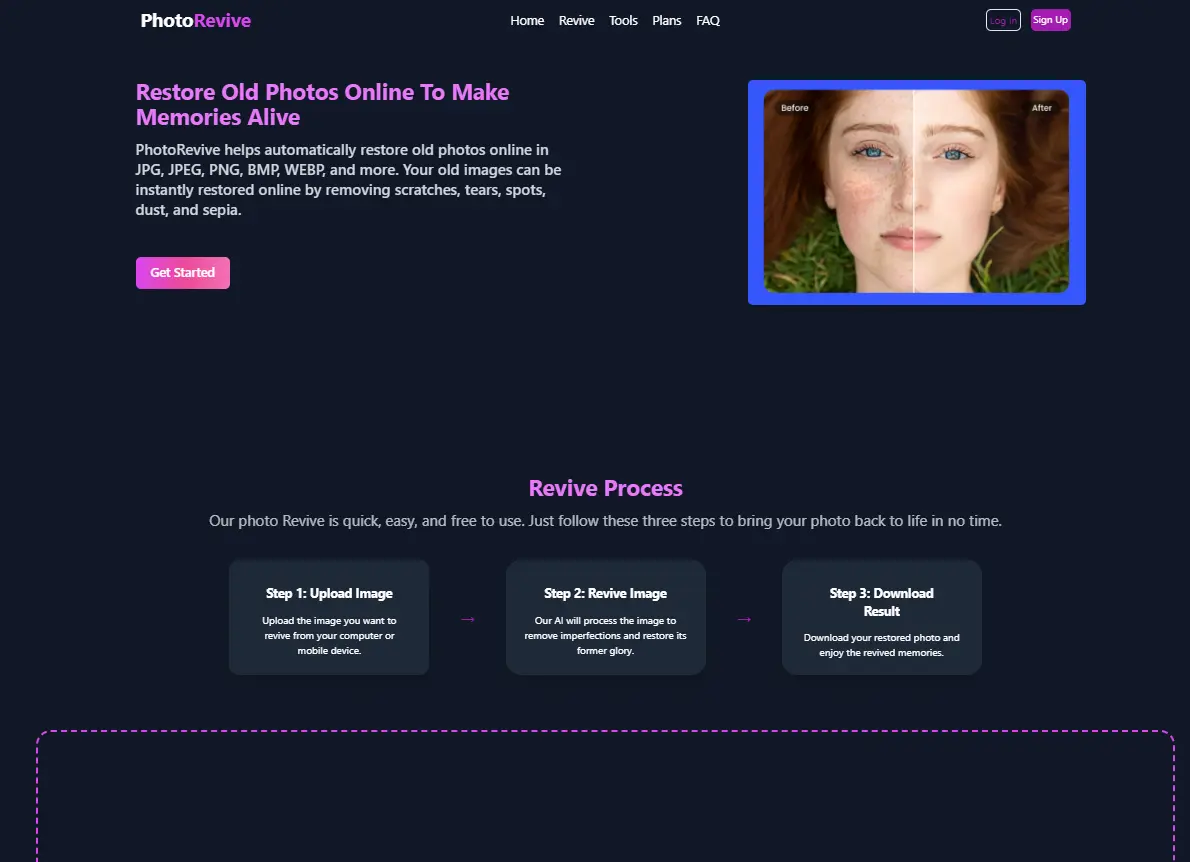 PhotoRevive
Home Revive Tools Plans FAQ
Log in Sign Up
Restore Old Photos Online To Make
Memories Alive
PhotoRevive helps automatically restore old photos online in
JPG, JPEG, PNG, BMP, WEBP, and more. Your old images can be
instantly restored online by removing scratches, tears, spots,
dust, and sepia.
Get Started
Before
After
Revive Process
Our photo Revive is quick, easy, and free to use. Just follow these three steps to bring your photo back to life in no time.
Step 1: Upload Image
Upload the image you want to
revive from your computer or
mobile device.
→
Step 2: Revive Image
Our AI will process the image to
remove imperfections and restore its
former glory.
→
Step 3: Download
Result
Download your restored photo and
enjoy the revived memories.